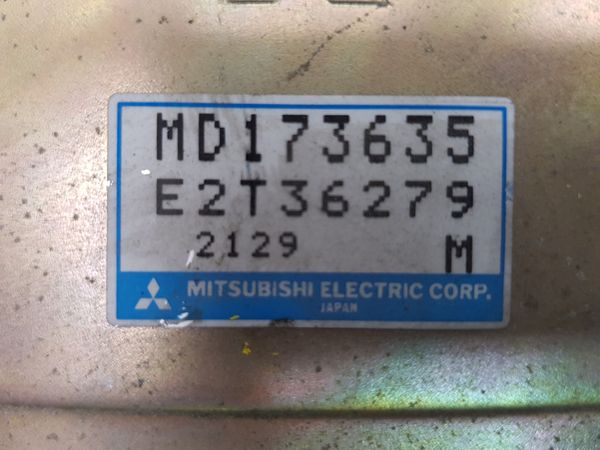 MD173635
E2T36279
2129 M
MITSUBISHI ELECTRIC CORP.
JAPAN